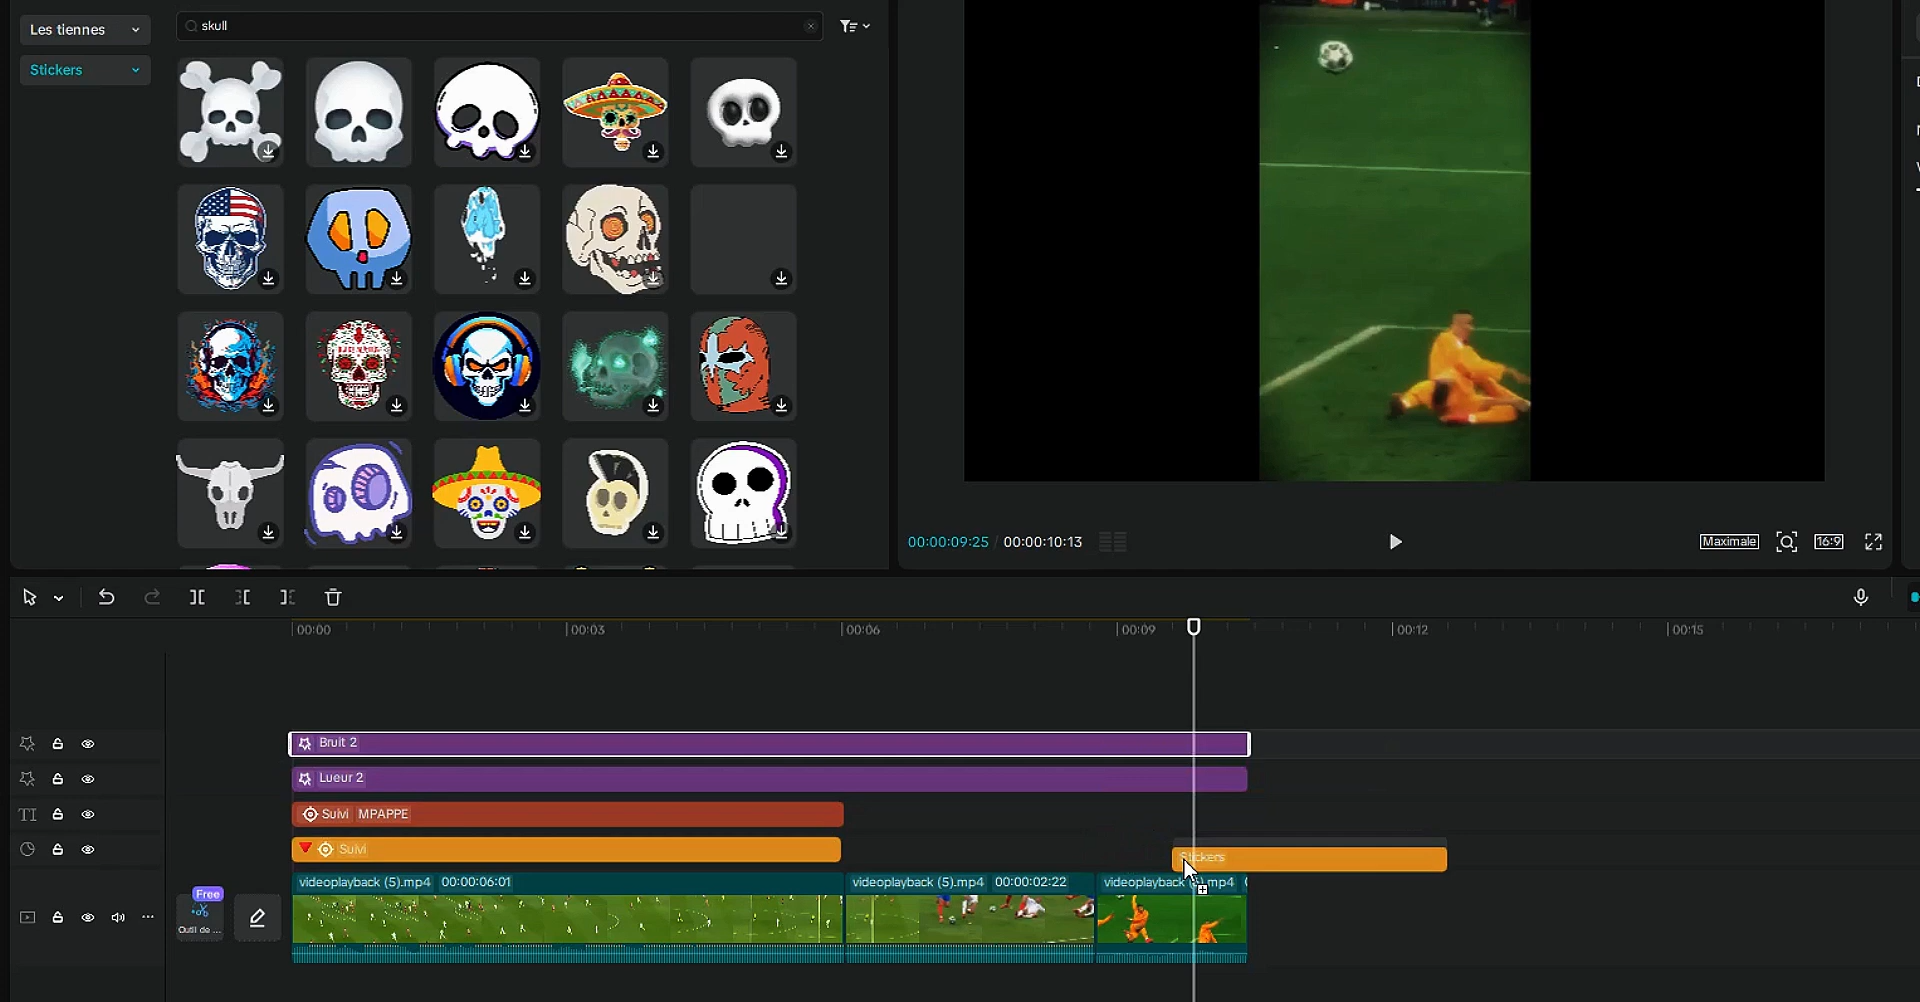 Les tiennes
skull
Stickers
00:00:09:25 / 00:00:10:13
Maximale
16:9
00:00
00:03
00:06
00:09
00:12
00:15
Bruit 2
Lueur 2
TI
Suivi MPAPPE
Suivi
Stickers
videoplayback (5).mp4 00:00:06:01
videoplayback (5).mp4 00:00:02:22
videoplayback (5).mp4
Free
Outil de ...